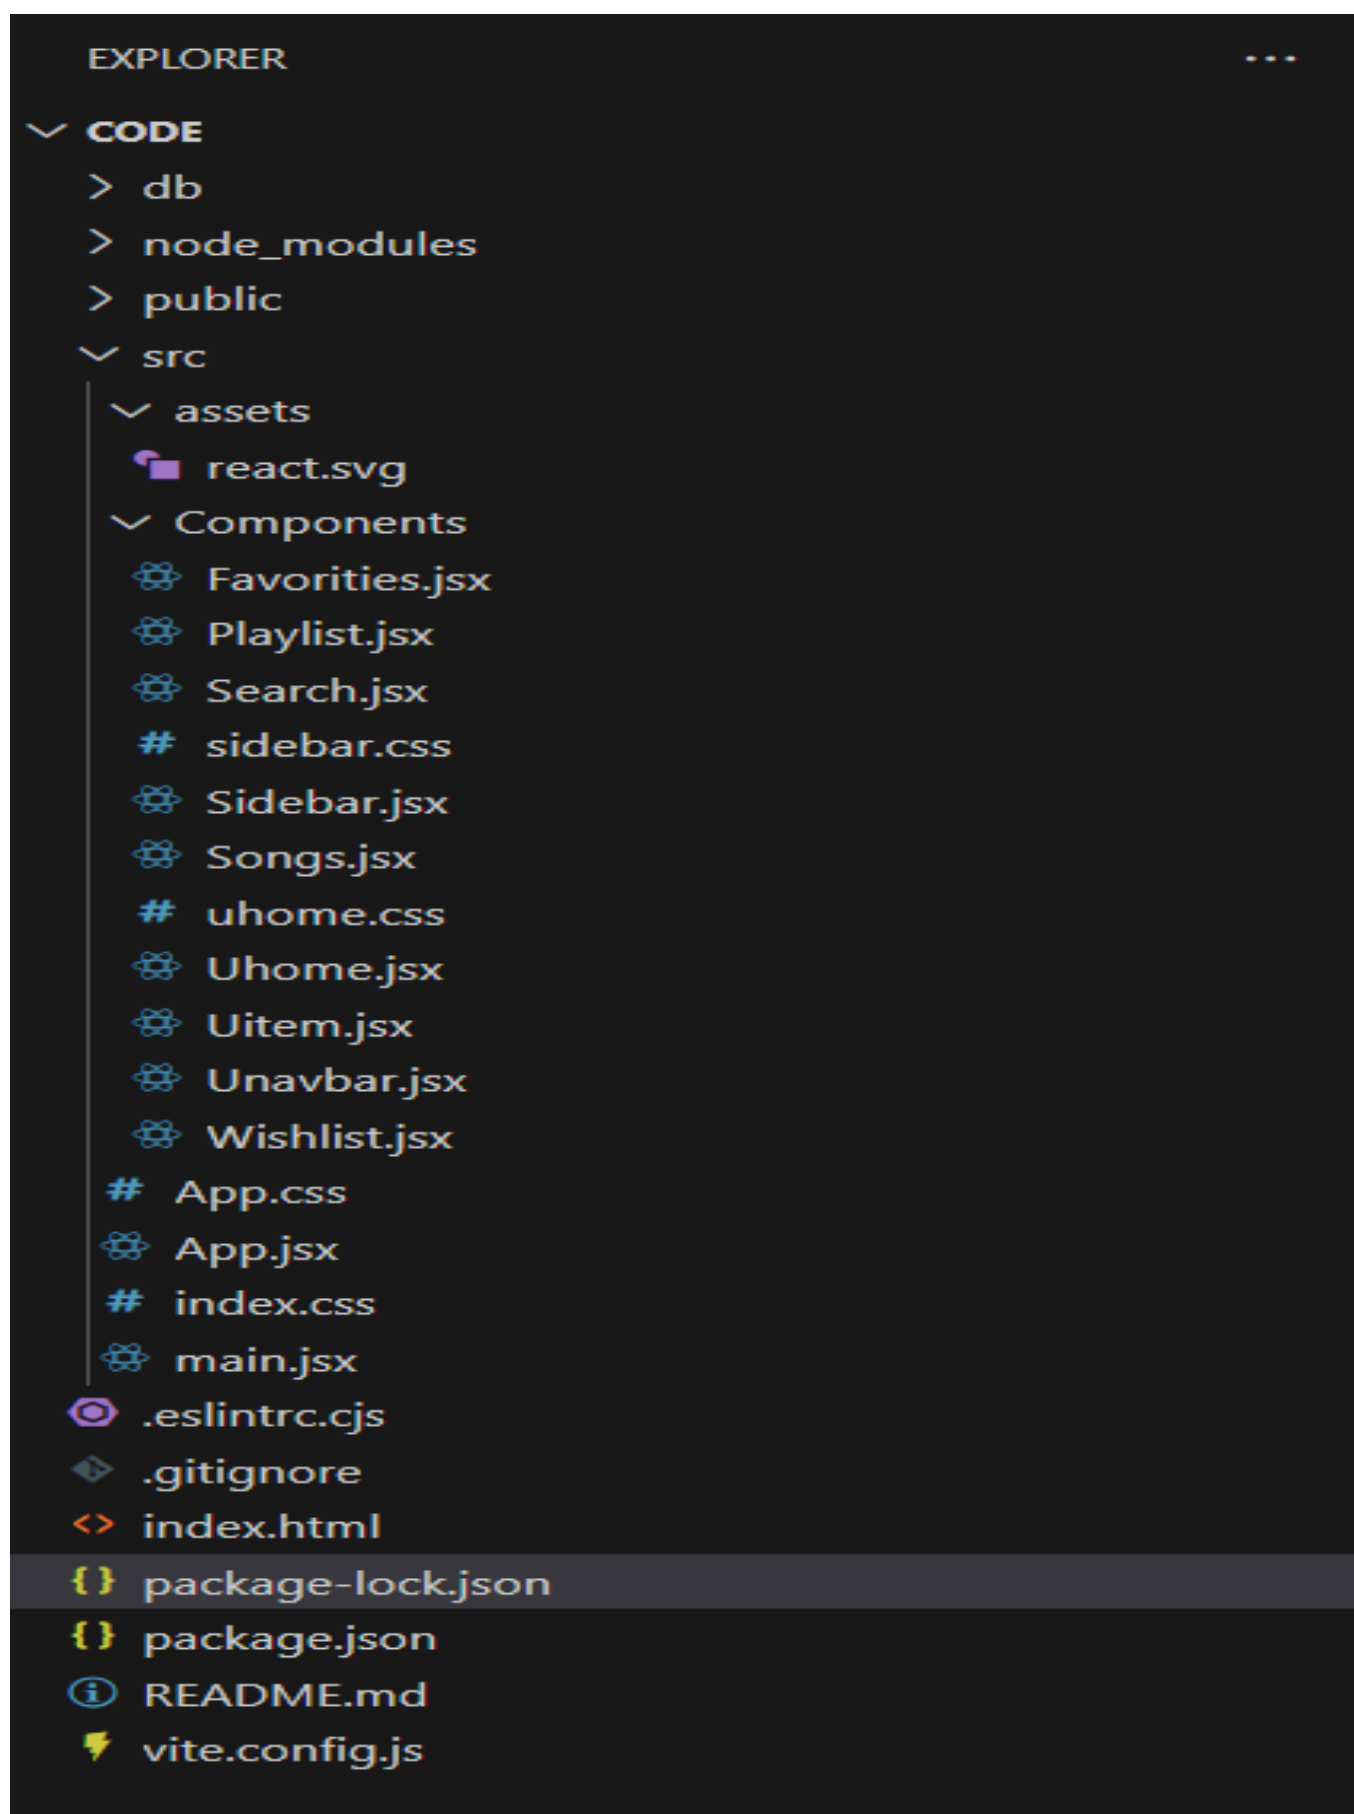 EXPLORER ...
CODE
db
node_modules
public
src
assets
react.svg
Components
Favorities.jsx
Playlist.jsx
Search.jsx
sidebar.css
Sidebar.jsx
Songs.jsx
uhome.css
Uhome.jsx
Uitem.jsx
Unavbar.jsx
Wishlist.jsx
App.css
App.jsx
index.css
main.jsx
.eslintrc.cjs
.gitignore
index.html
package-lock.json
package.json
README.md
vite.config.js